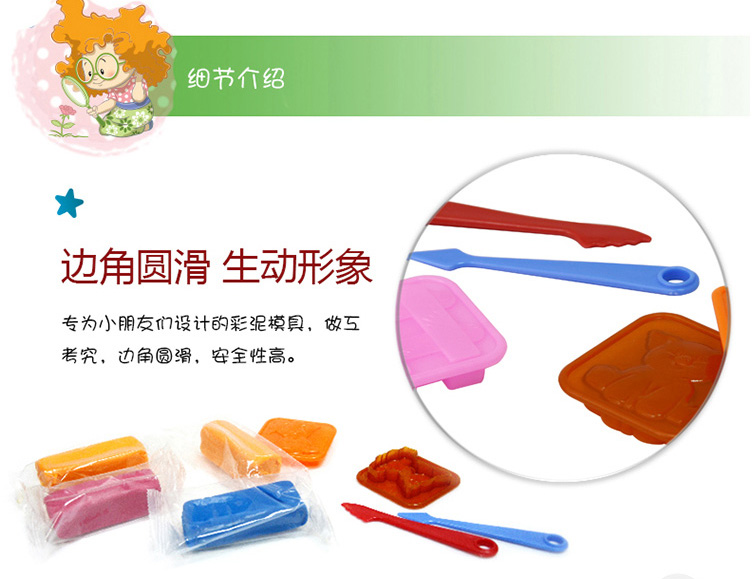 细节介绍
边角圆滑 生动形象
专为小朋友们设计的彩泥模具，做互
考究，边角圆滑，安全性高。